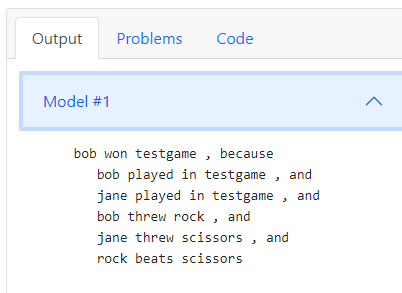 Output Problems Code
Model #1
bob won testgame , because
bob played in testgame , and
jane played in testgame , and
bob threw rock , and
jane threw scissors , and
rock beats scissors